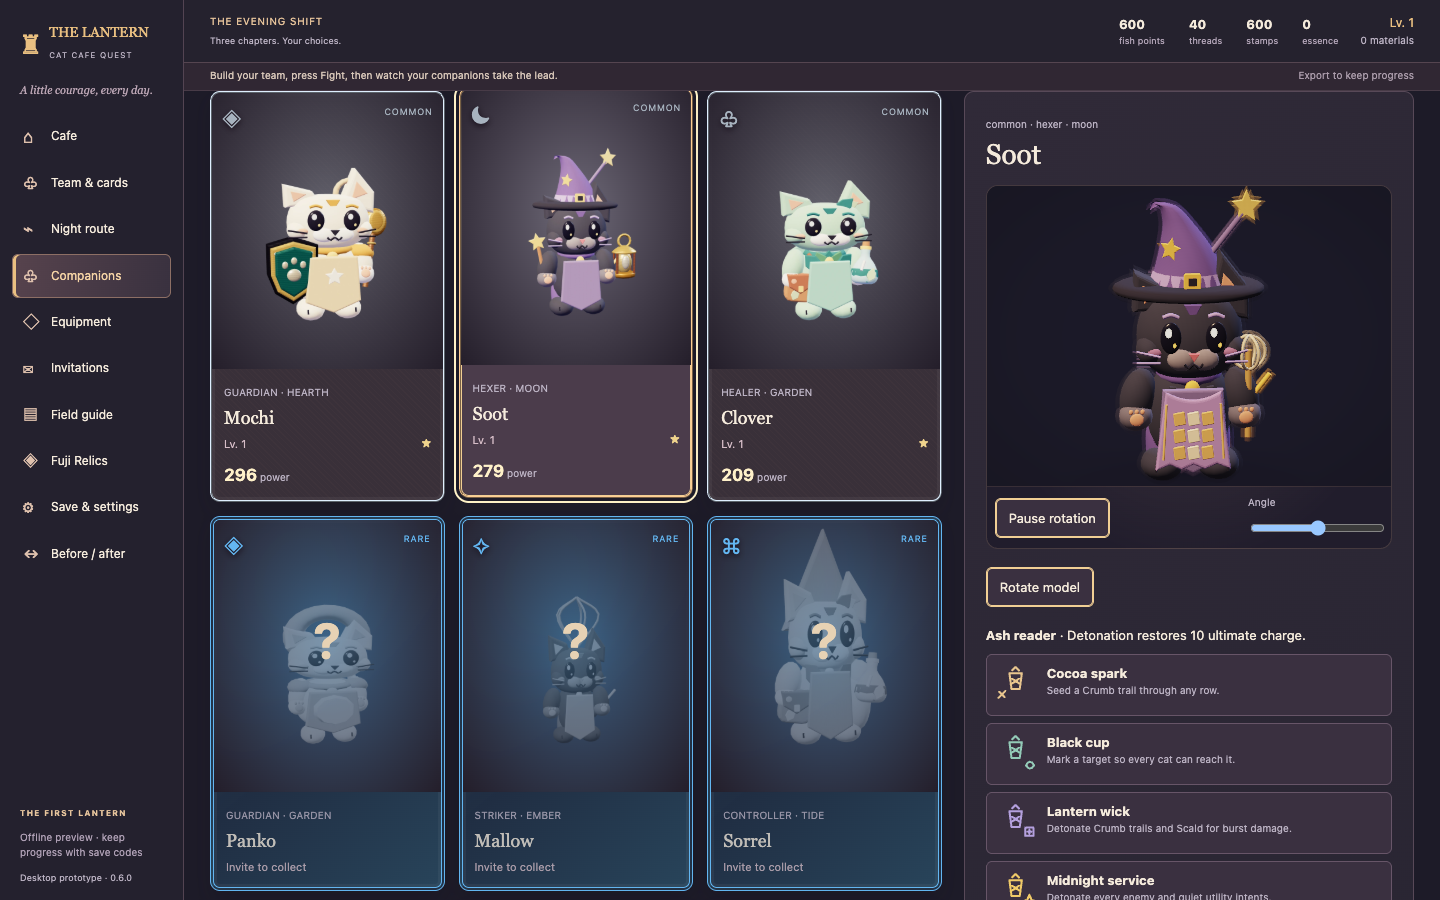 THE LANTERN
CAT CAFE QUEST
A little courage, every day.
Cafe
Team & cards
Night route
Companions
Equipment
Invitations
Field guide
Fuji Relics
Save & settings
Before / after
THE FIRST LANTERN
Offline preview · keep
progress with save codes
Desktop prototype · 0.6.0
THE EVENING SHIFT
Three chapters. Your choices.
600
fish points
40
threads
600
stamps
0
essence
Lv. 1
0 materials
Build your team, press Fight, then watch your companions take the lead.
Export to keep progress
COMMON
GUARDIAN · HEARTH
Mochi
Lv. 1
296 power
COMMON
HEXER · MOON
Soot
Lv. 1
279 power
COMMON
HEALER · GARDEN
Clover
Lv. 1
209 power
RARE
?
GUARDIAN · GARDEN
Panko
Invite to collect
RARE
?
STRIKER · EMBER
Mallow
Invite to collect
RARE
?
CONTROLLER · TIDE
Sorrel
Invite to collect
common · hexer · moon
Soot
Pause rotation
Angle
Rotate model
Ash reader · Detonation restores 10 ultimate charge.
Cocoa spark
Seed a Crumb trail through any row.
Black cup
Mark a target so every cat can reach it.
Lantern wick
Detonate Crumb trails and Scald for burst damage.
Midnight service
Detonate every enemy and quiet utility intents.